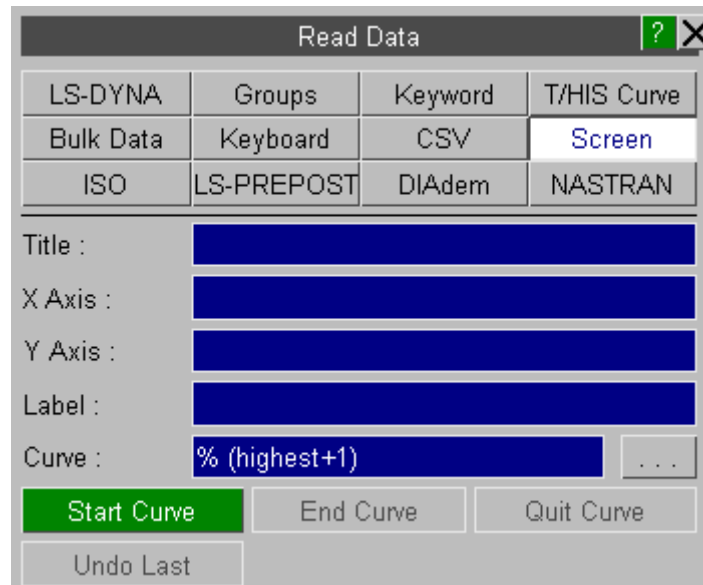 Read Data ?
LS-DYNA Groups Keyword T/HIS Curve
Bulk Data Keyboard CSV Screen
ISO LS-PREPOST DIAdem NASTRAN
Title :
X Axis :
Y Axis :
Label :
Curve : % (highest+1) . . .
Start Curve End Curve Quit Curve
Undo Last